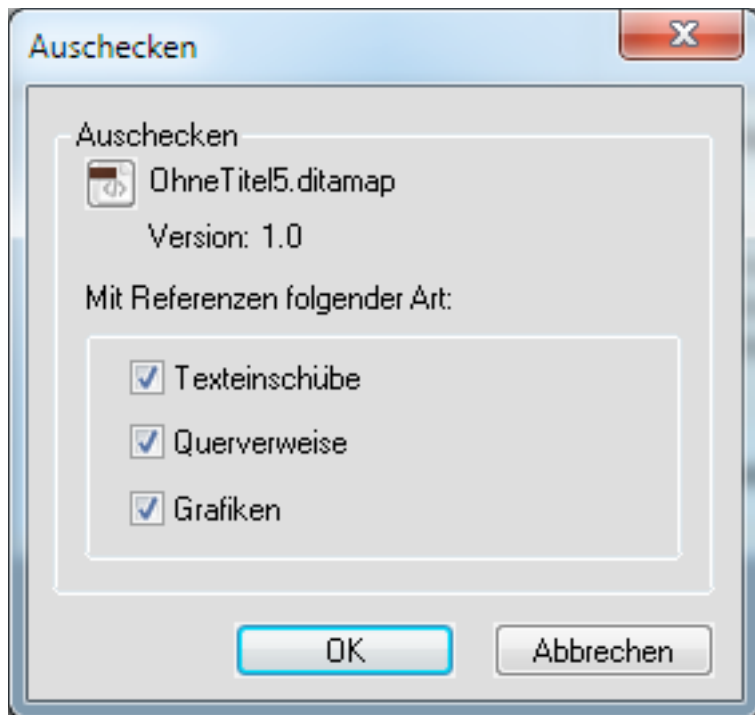 Auschecken
Auschecken
OhneTitel5.ditamap
Version: 1.0
Mit Referenzen folgender Art:
Texteinschübe
Querverweise
Grafiken
OK
Abbrechen